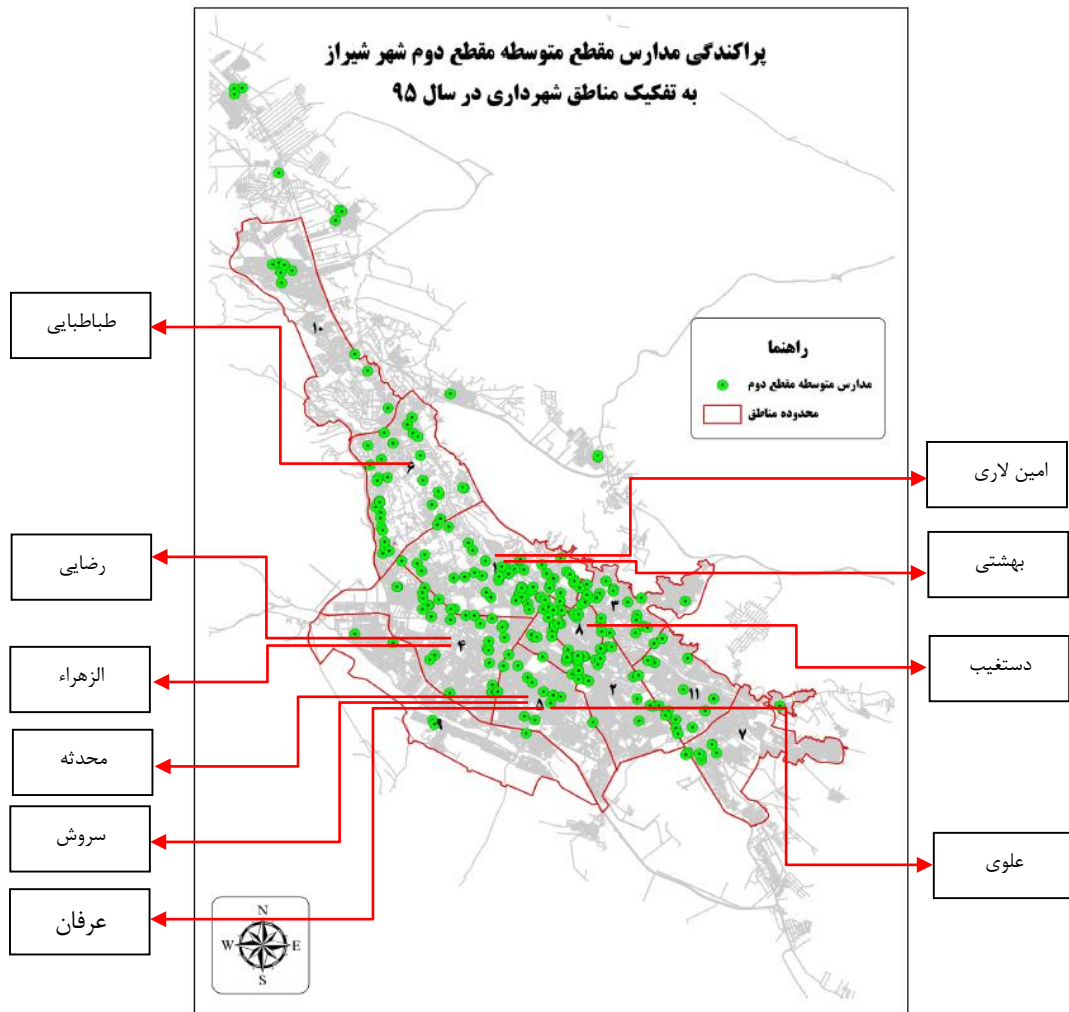 پراکندگی مدارس مقطع متوسطه مقطع دوم شهر شیراز
به تفکیک مناطق شهرداری در سال ۹۵
راهنما
مدارس متوسطه مقطع دوم
محدوده مناطق
طباطبایی
رضایی
الزهراء
محدثه
سروش
عرفان
امین لاری
بهشتی
دستغیب
علوی
۱۰
۶
۱
۳
۸
۴
۲
۱۱
۵
۷
۹
N
W E
S